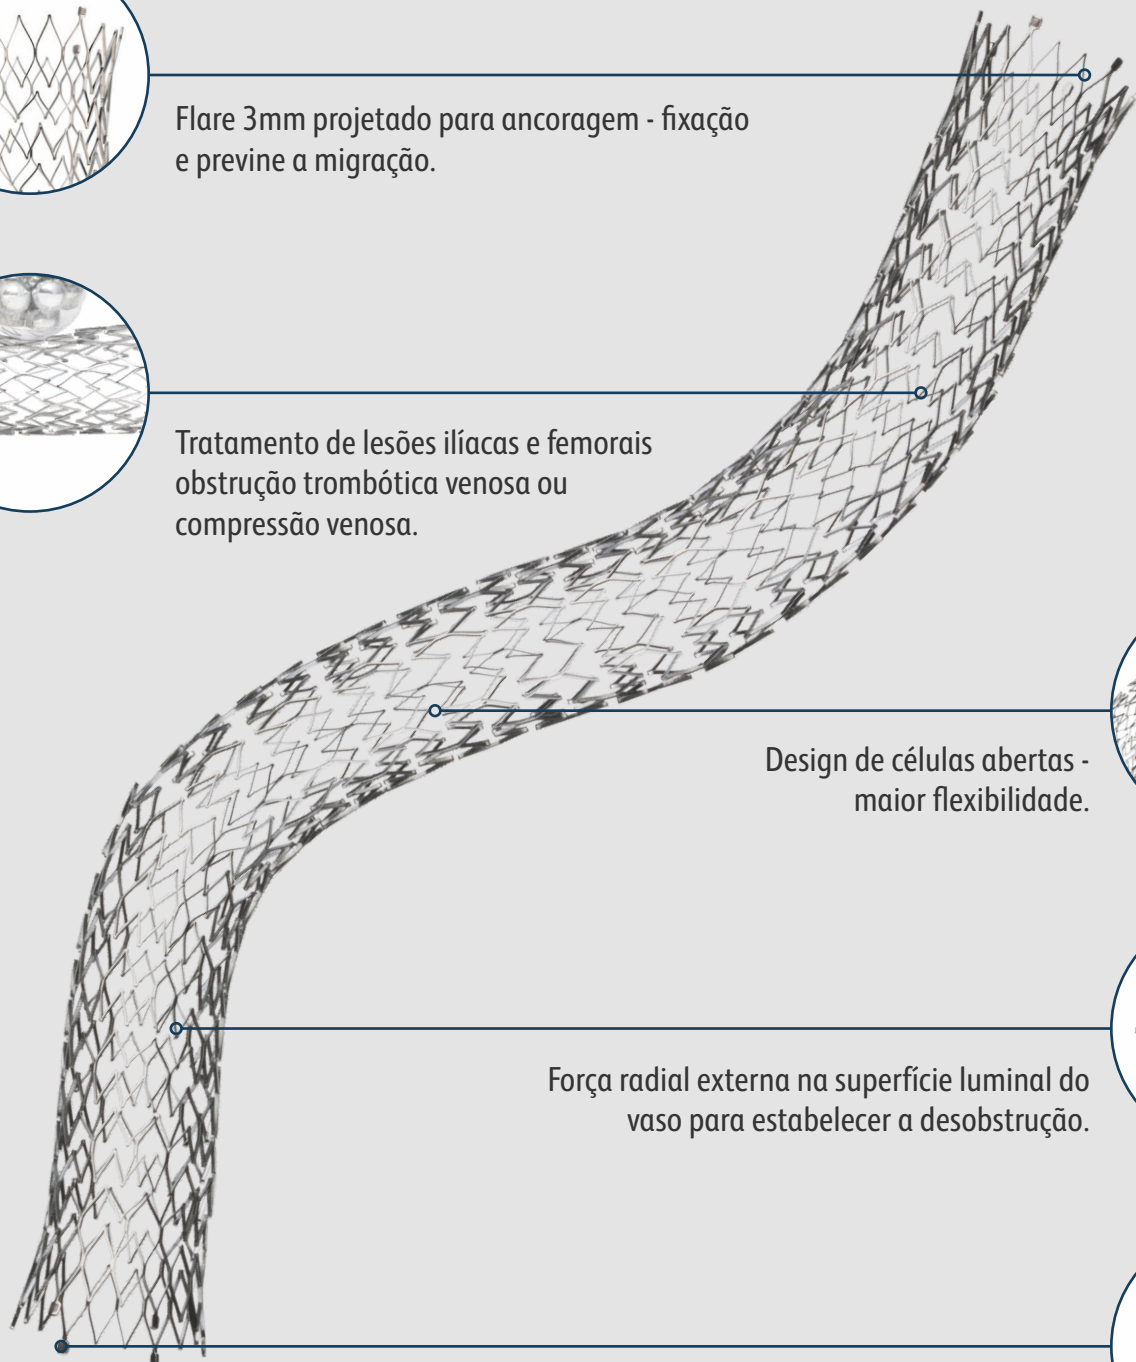 Flare 3mm projetado para ancoragem - fixação
e previne a migração.
Tratamento de lesões ilíacas e femorais
obstrução trombótica venosa ou
compressão venosa.
Design de células abertas -
maior flexibilidade.
Força radial externa na superfície luminal do
vaso para estabelecer a desobstrução.